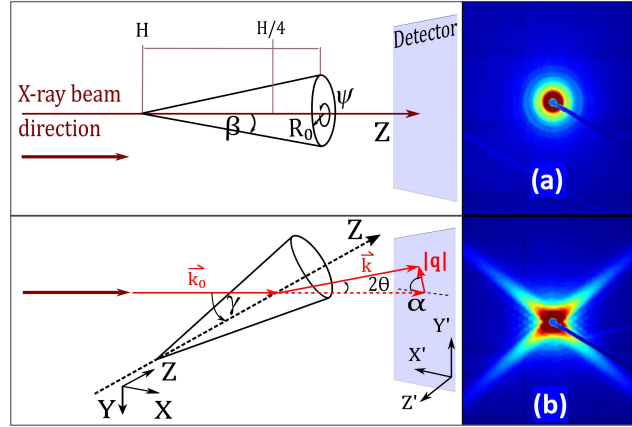 H
H/4
Detector
X-ray beam
direction
β
R₀
ψ
Z
(a)
Z
k₀
k
|q|
γ
2θ
α
Z
Y
X
Y'
X'
Z'
(b)